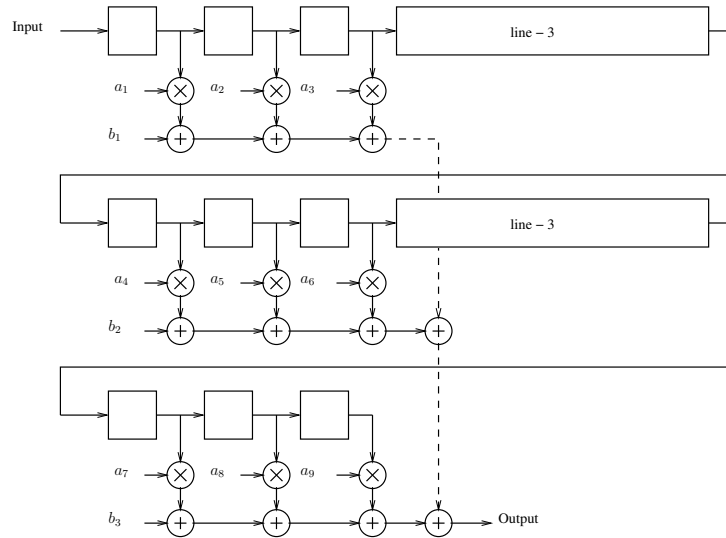 Input
line − 3
a₁ a₂ a₃
× × ×
b₁ + + +
line − 3
a₄ a₅ a₆
× × ×
b₂ + + + +
a₇ a₈ a₉
× × ×
b₃ + + + + Output